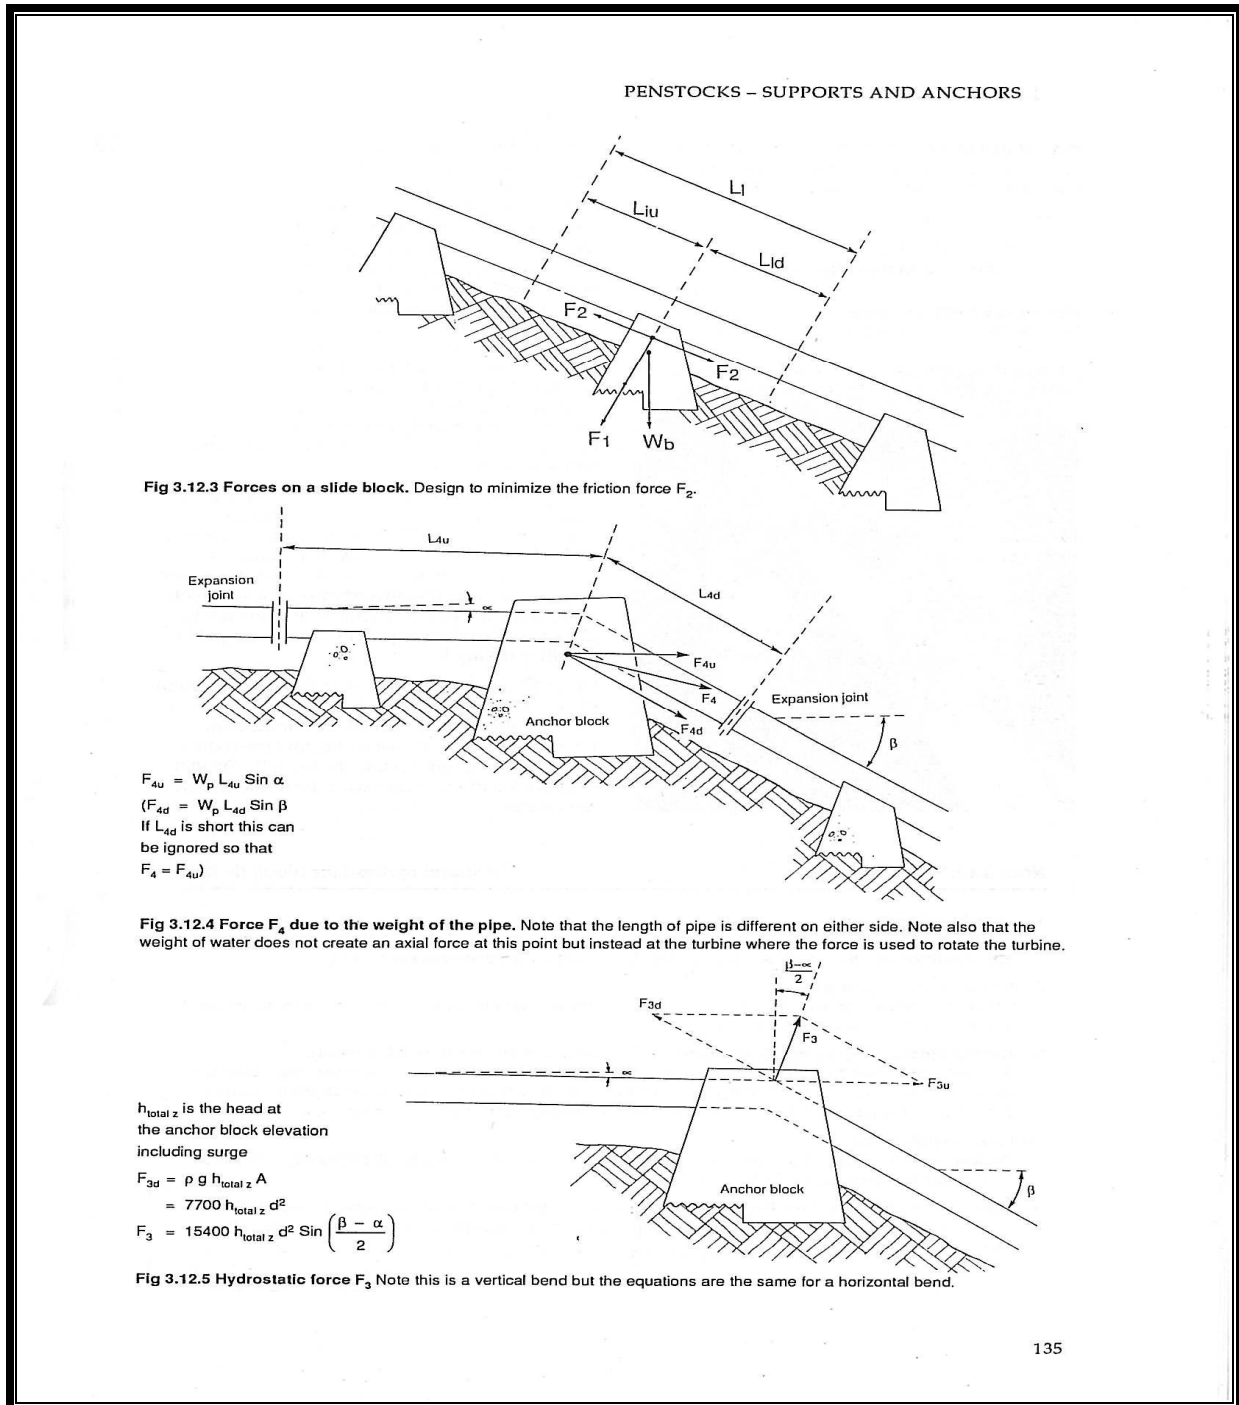 PENSTOCKS – SUPPORTS AND ANCHORS
Ll
Liu
Lld
F2
F2
F1
Wb
Fig 3.12.3 Forces on a slide block. Design to minimize the friction force F₂.
L4u
Expansion
joint
∝
L4d
F4u
F4
F4d
Expansion joint
β
Anchor block
F₄ᵤ = Wₚ L₄ᵤ Sin α
(F4d = Wp L4d Sin β
If L4d is short this can
be ignored so that
F₄ = F₄ᵤ)
Fig 3.12.4 Force F₄ due to the weight of the pipe. Note that the length of pipe is different on either side. Note also that the
weight of water does not create an axial force at this point but instead at the turbine where the force is used to rotate the turbine.
β–∝
2
F3d
F3
∝
F3u
Anchor block
β
htotal z is the head at
the anchor block elevation
including surge
F3d = ρ g htotal z A
= 7700 htotal z d²
F₃ = 15400 htotal z d² Sin (β – α / 2)
Fig 3.12.5 Hydrostatic force F₃ Note this is a vertical bend but the equations are the same for a horizontal bend.
135